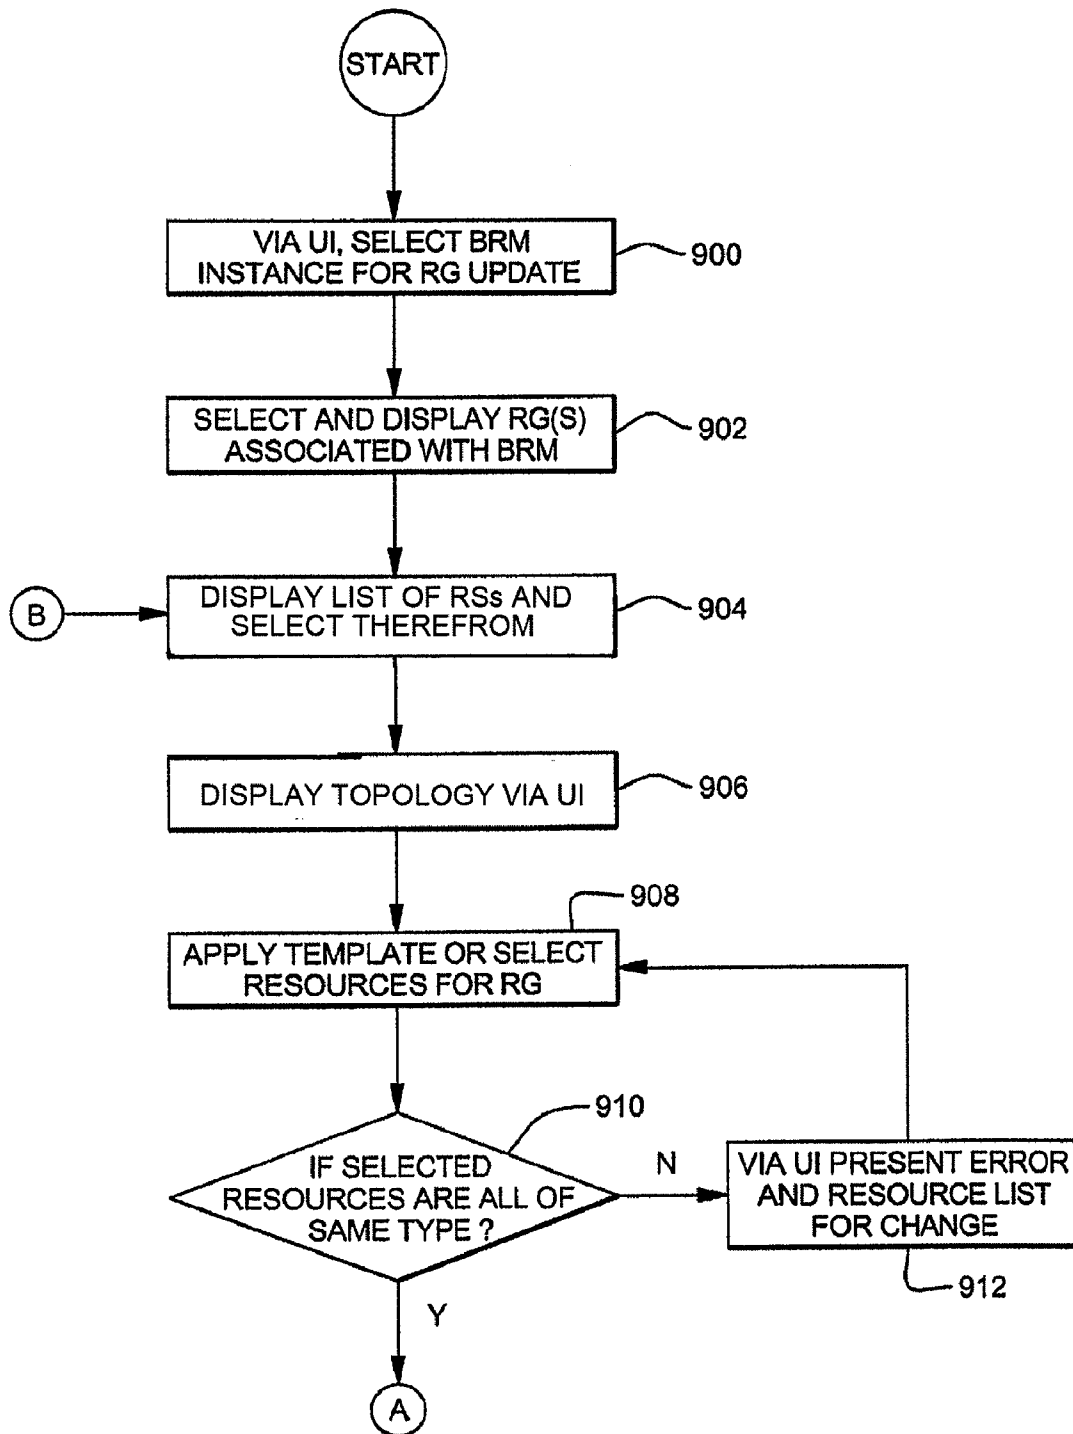 START
VIA UI, SELECT BRM
INSTANCE FOR RG UPDATE
900
SELECT AND DISPLAY RG(S)
ASSOCIATED WITH BRM
902
B
DISPLAY LIST OF RSs AND
SELECT THEREFROM
904
DISPLAY TOPOLOGY VIA UI
906
908
APPLY TEMPLATE OR SELECT
RESOURCES FOR RG
910
IF SELECTED
RESOURCES ARE ALL OF
SAME TYPE ?
N
VIA UI PRESENT ERROR
AND RESOURCE LIST
FOR CHANGE
912
Y
A